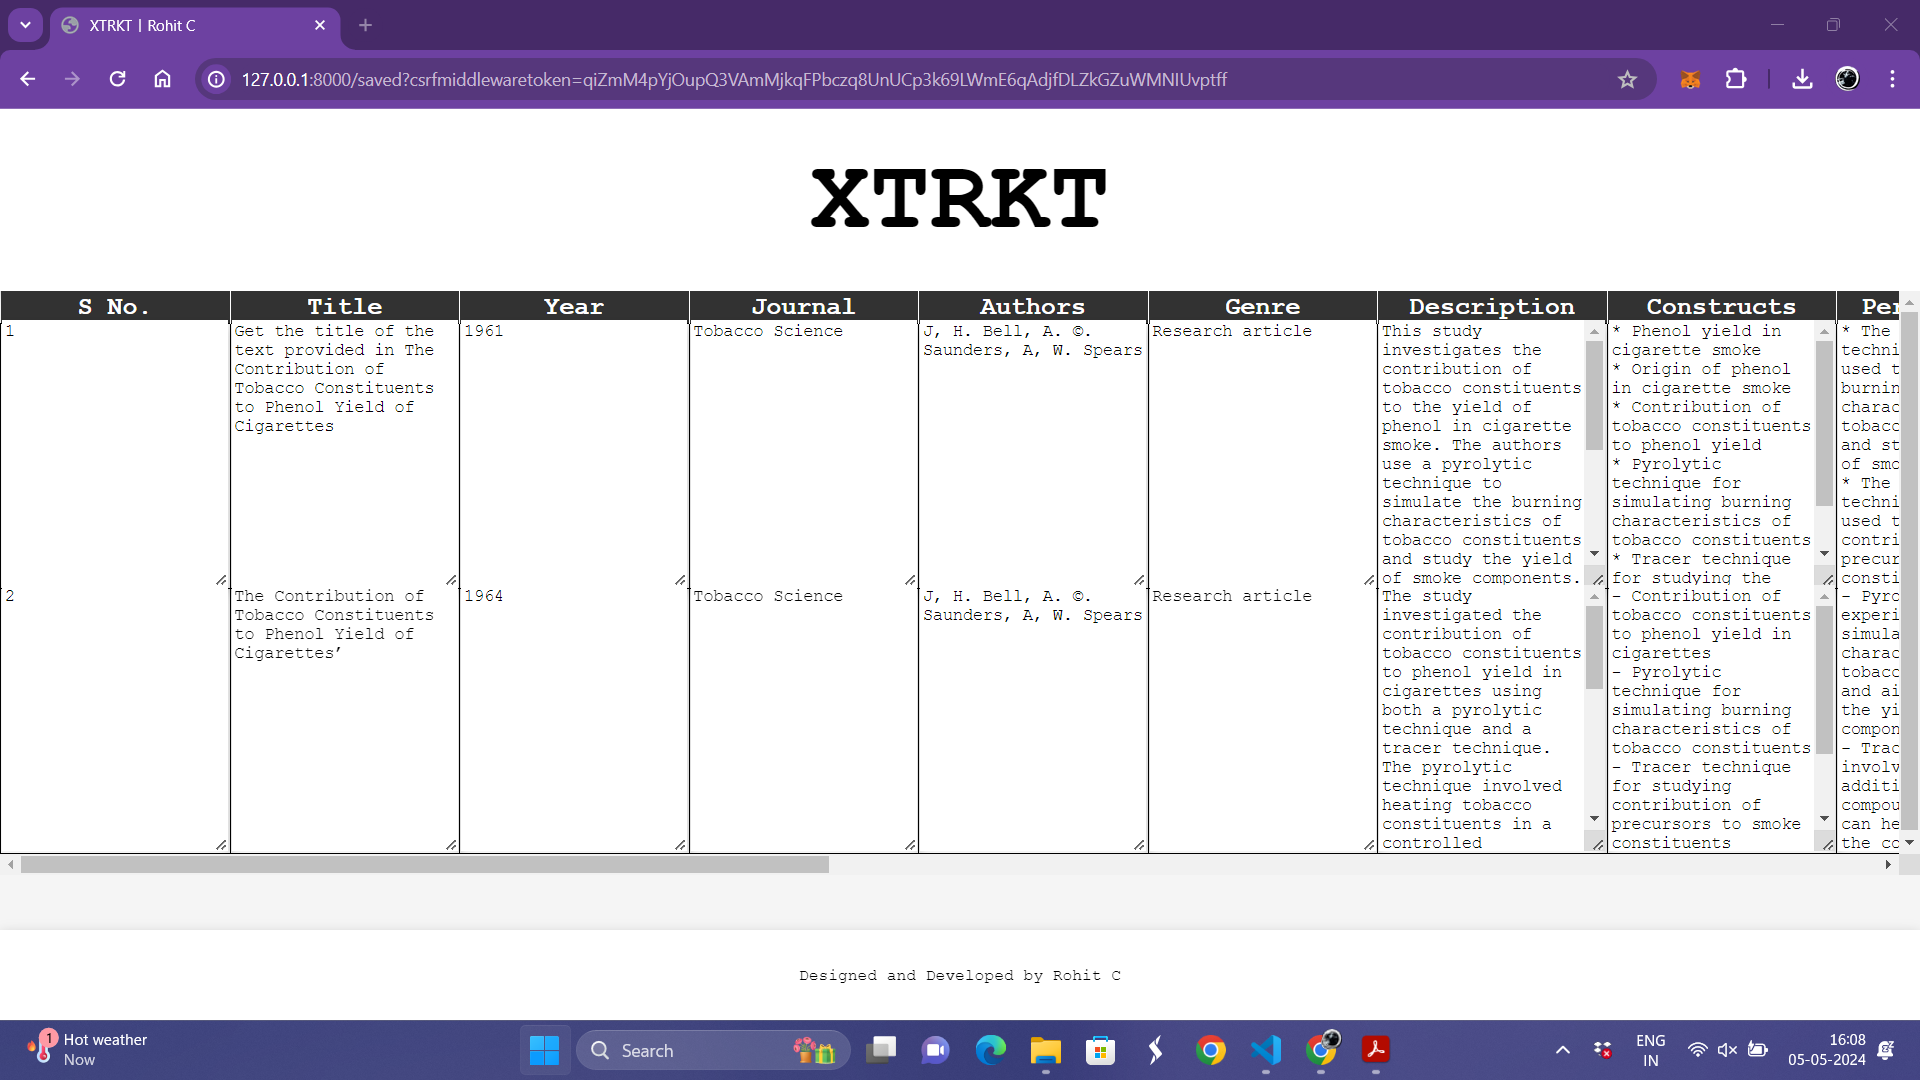 XTRKT | Rohit C
127.0.0.1:8000/saved?csrfmiddlewaretoken=qiZmM4pYjOupQ3VAmMjkqFPbczq8UnUCp3k69LWmE6qAdjfDLZkGZuWMNIUvptff
XTRKT
S No.
Title
Year
Journal
Authors
Genre
Description
Constructs
Per
1
Get the title of the
text provided in The
Contribution of
Tobacco Constituents
to Phenol Yield of
Cigarettes
1961
Tobacco Science
J, H. Bell, A. ©.
Saunders, A, W. Spears
Research article
This study
investigates the
contribution of
tobacco constituents
to the yield of
phenol in cigarette
smoke. The authors
use a pyrolytic
technique to
simulate the burning
characteristics of
tobacco constituents
and study the yield
of smoke components.
* Phenol yield in
cigarette smoke
* Origin of phenol
in cigarette smoke
* Contribution of
tobacco constituents
to phenol yield
* Pyrolytic
technique for
simulating burning
characteristics of
tobacco constituents
* Tracer technique
for studying the
* The
techni
used t
burnin
charac
tobacc
and st
of smo
* The
techni
used t
contri
precur
consti
2
The Contribution of
Tobacco Constituents
to Phenol Yield of
Cigarettes’
1964
Tobacco Science
J, H. Bell, A. ©.
Saunders, A, W. Spears
Research article
The study
investigated the
contribution of
tobacco constituents
to phenol yield in
cigarettes using
both a pyrolytic
technique and a
tracer technique.
The pyrolytic
technique involved
heating tobacco
constituents in a
controlled
- Contribution of
tobacco constituents
to phenol yield in
cigarettes
- Pyrolytic
technique for
simulating burning
characteristics of
tobacco constituents
- Tracer technique
for studying
contribution of
precursors to smoke
constituents
- Pyro
experi
simula
charac
tobacc
and ai
the yi
compon
- Trac
involv
additi
compou
can he
the co
Designed and Developed by Rohit C
1
Hot weather
Now
Search
ENG
IN
16:08
05-05-2024